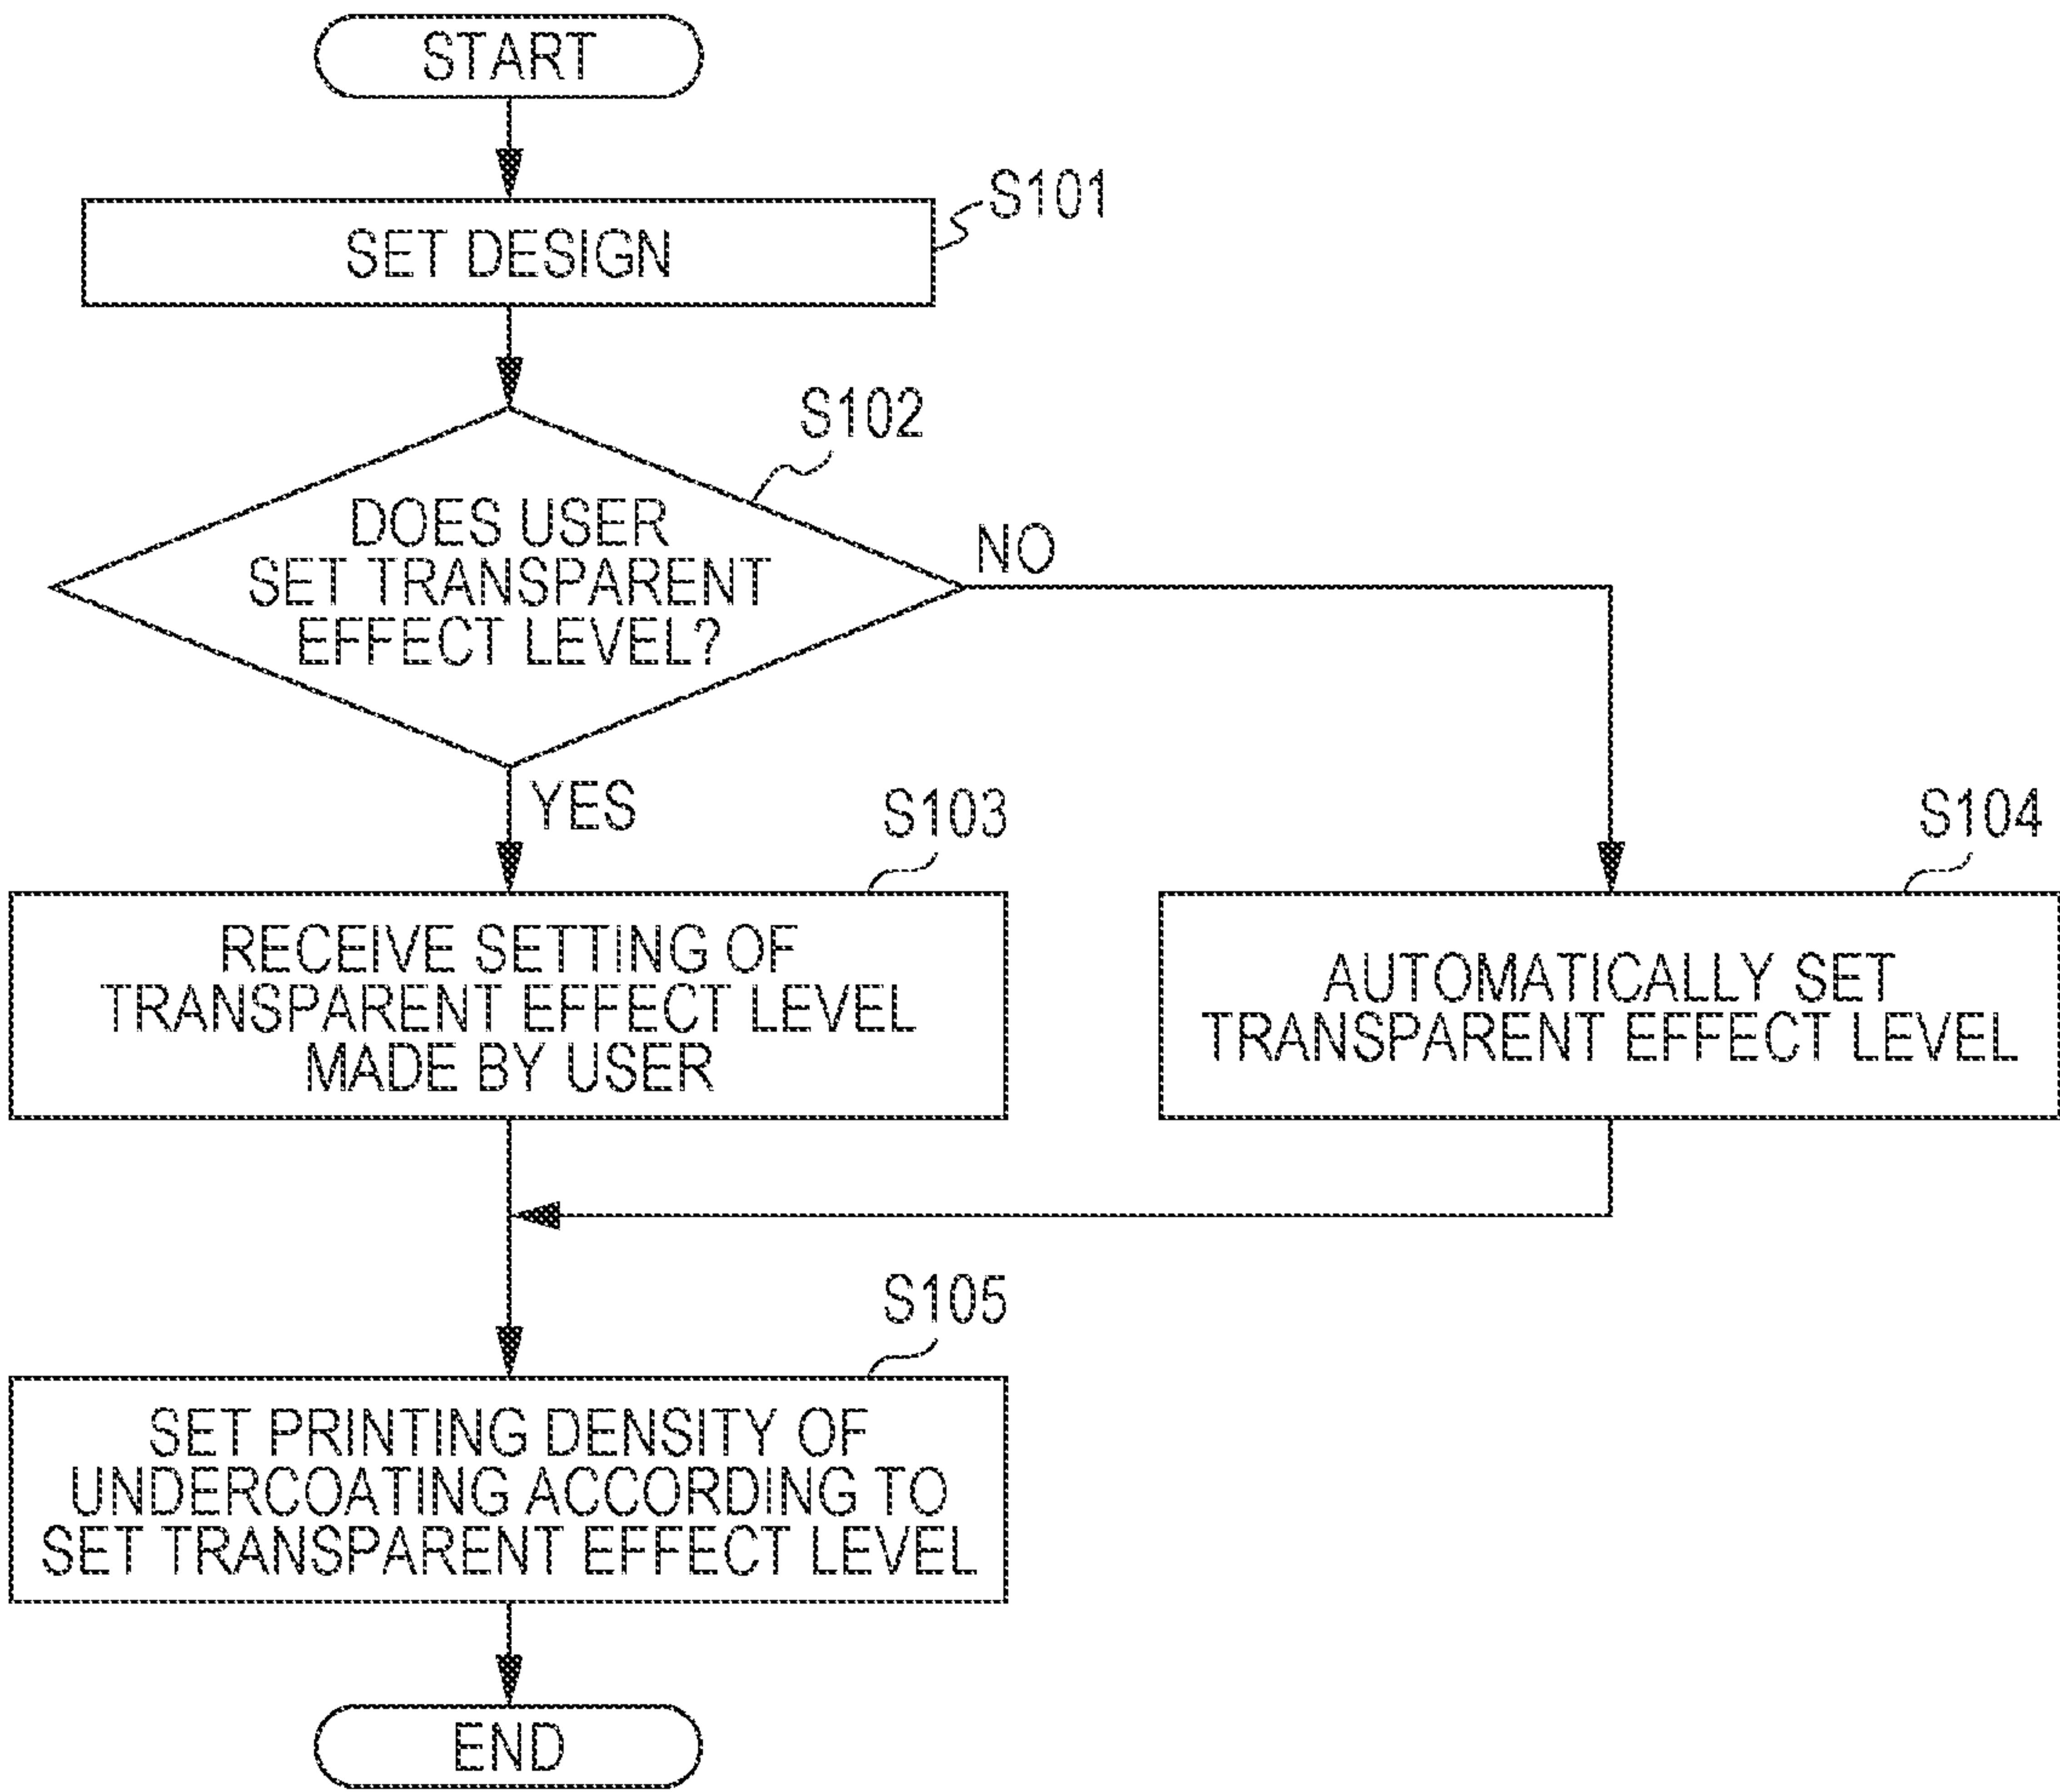 START
S101
SET DESIGN
S102
DOES USER
SET TRANSPARENT
EFFECT LEVEL?
NO
YES
S103
RECEIVE SETTING OF
TRANSPARENT EFFECT LEVEL
MADE BY USER
S104
AUTOMATICALLY SET
TRANSPARENT EFFECT LEVEL
S105
SET PRINTING DENSITY OF
UNDERCOATING ACCORDING TO
SET TRANSPARENT EFFECT LEVEL
END